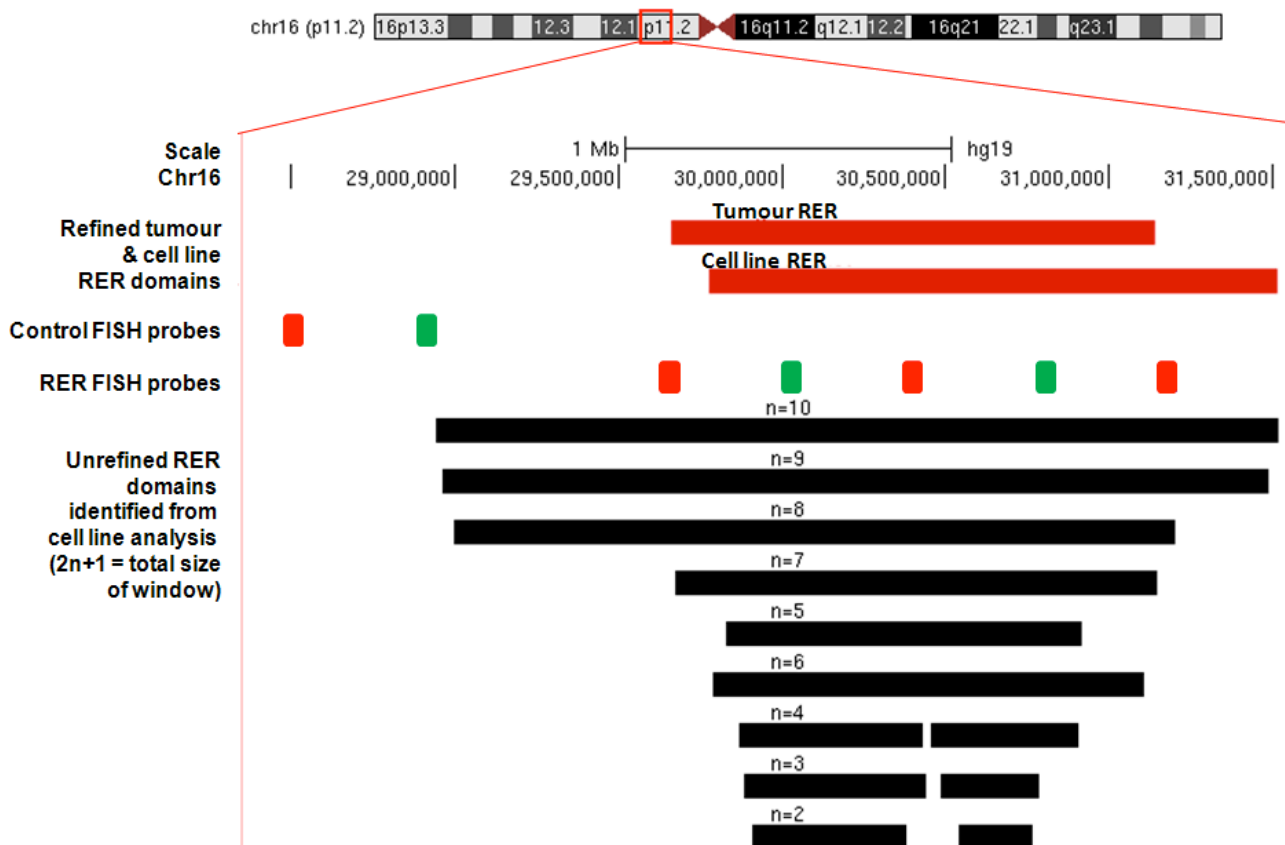 chr16 (p11.2) 16p13.3 12.3 12.1 p11.2 16q11.2 q12.1 12.2 16q21 22.1 q23.1
Scale 1 Mb hg19
Chr16 29,000,000 29,500,000 30,000,000 30,500,000 31,000,000 31,500,000
Refined tumour
& cell line
RER domains
Tumour RER
Cell line RER
Control FISH probes
RER FISH probes
Unrefined RER
domains
identified from
cell line analysis
(2n+1 = total size
of window)
n=10
n=9
n=8
n=7
n=5
n=6
n=4
n=3
n=2